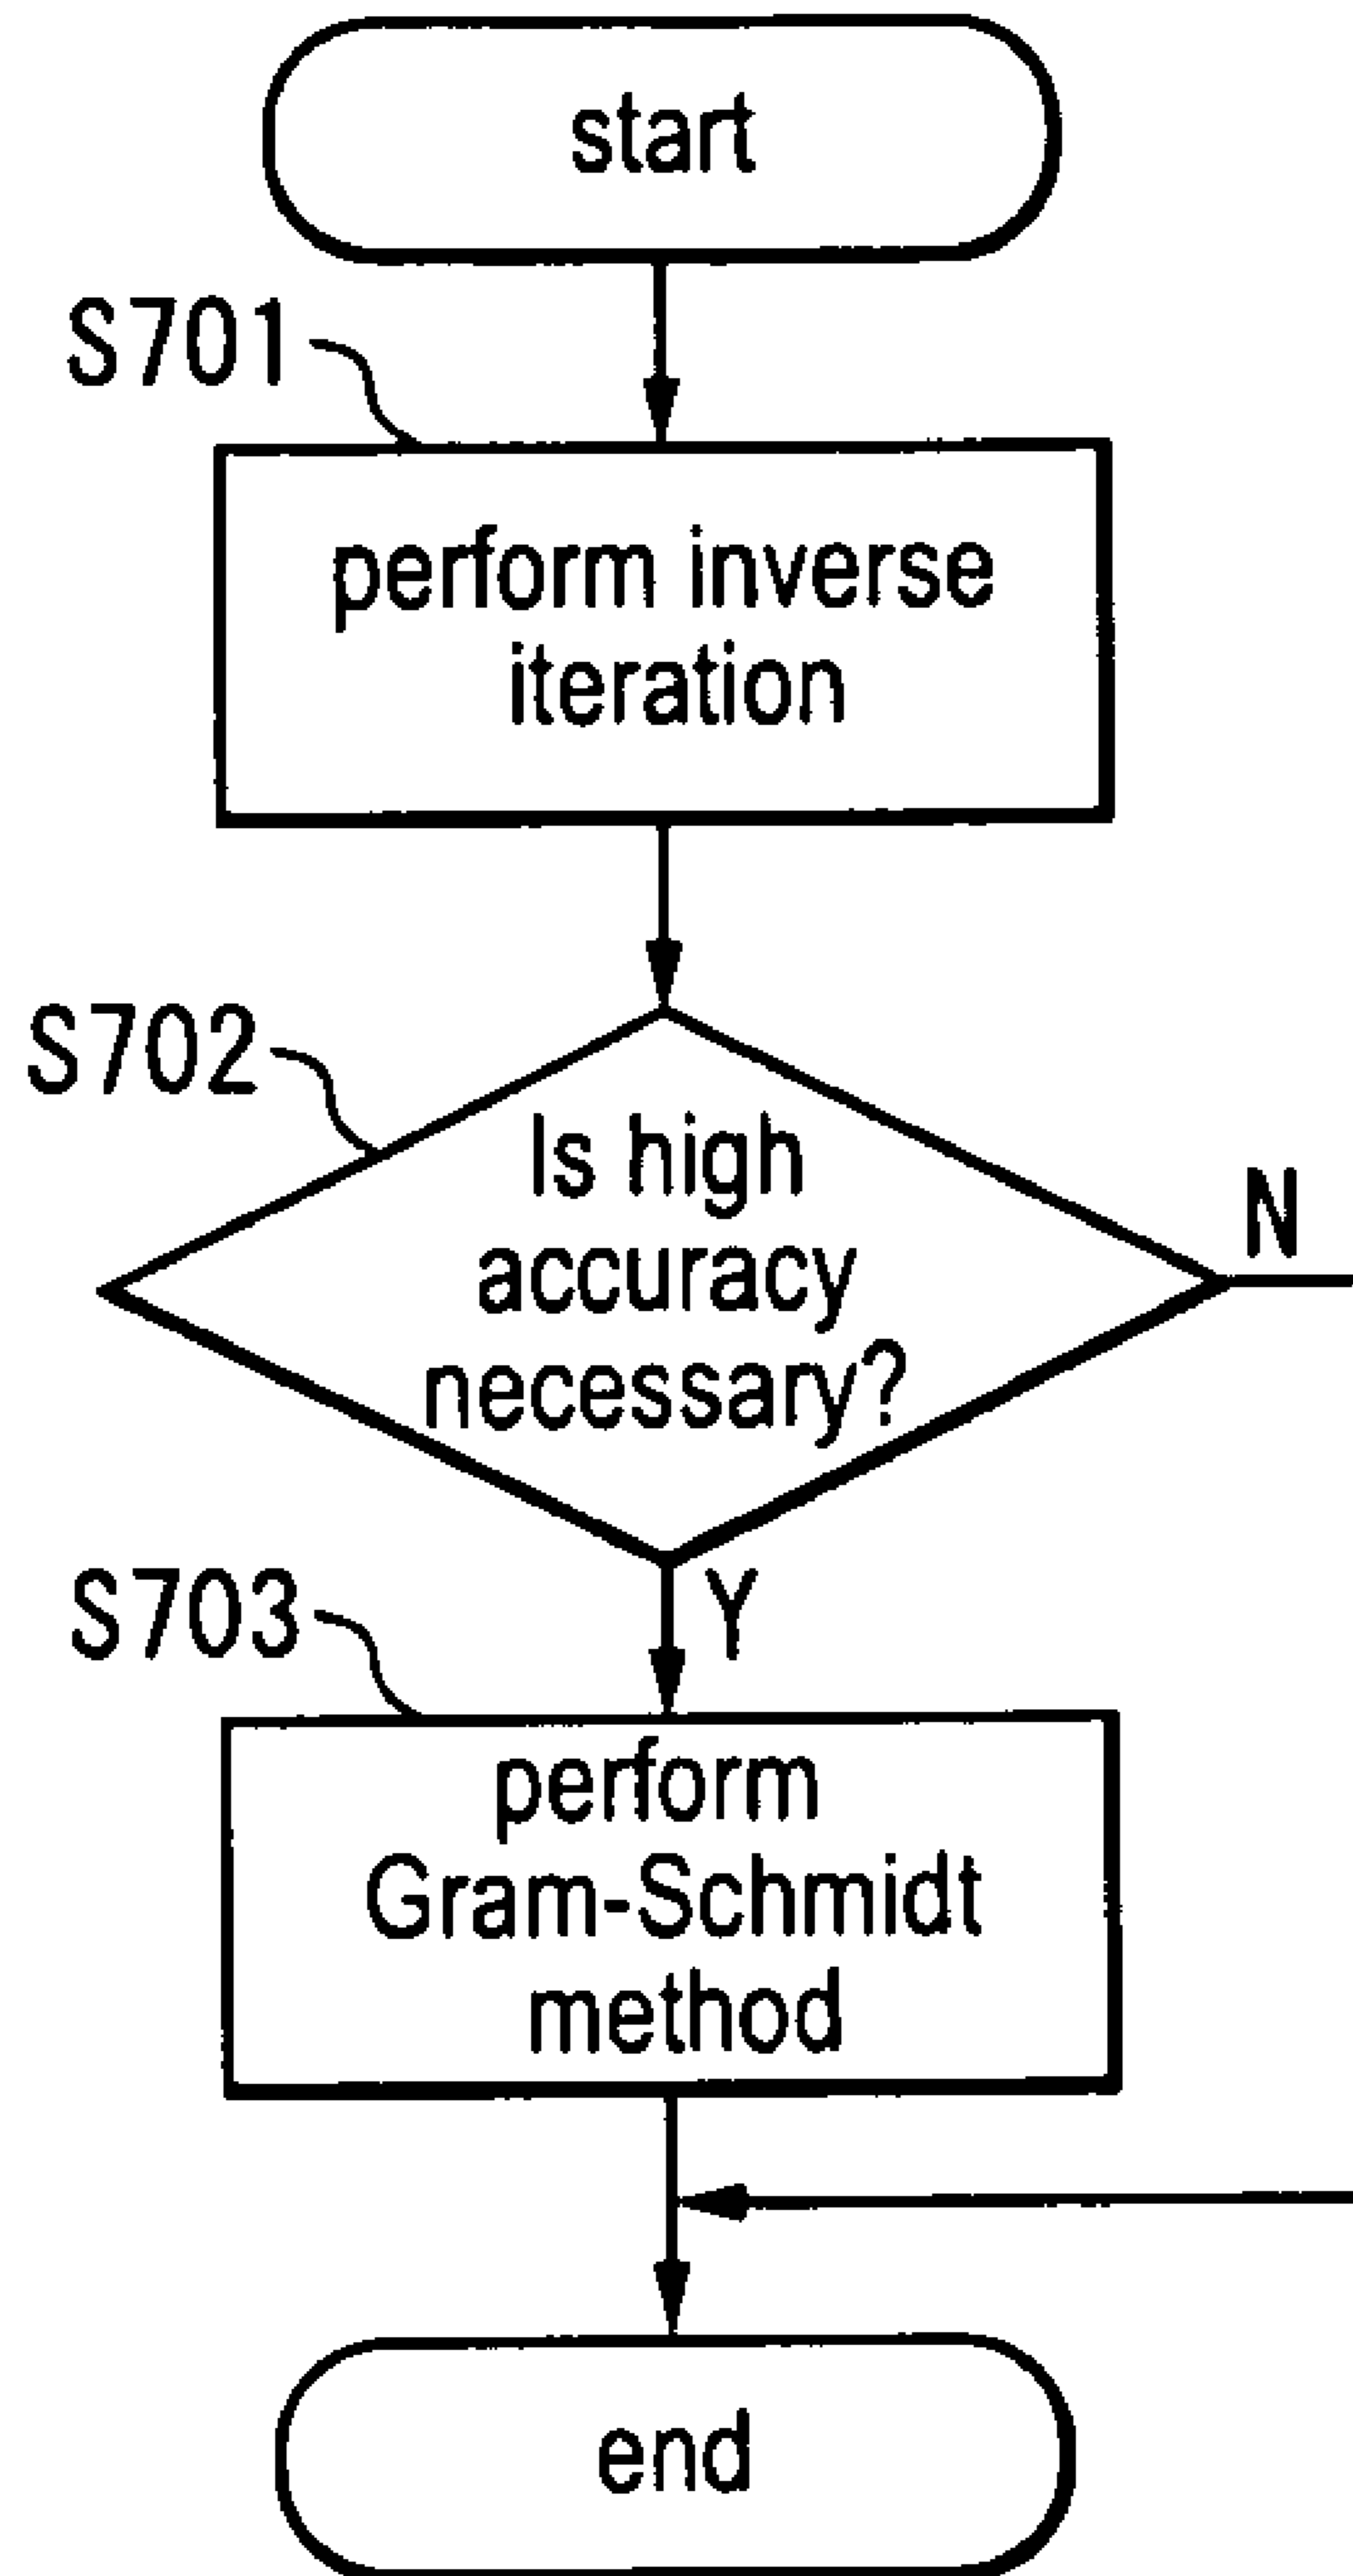 start
S701
perform inverse
iteration
S702
Is high
accuracy
necessary?
N
Y
S703
perform
Gram-Schmidt
method
end